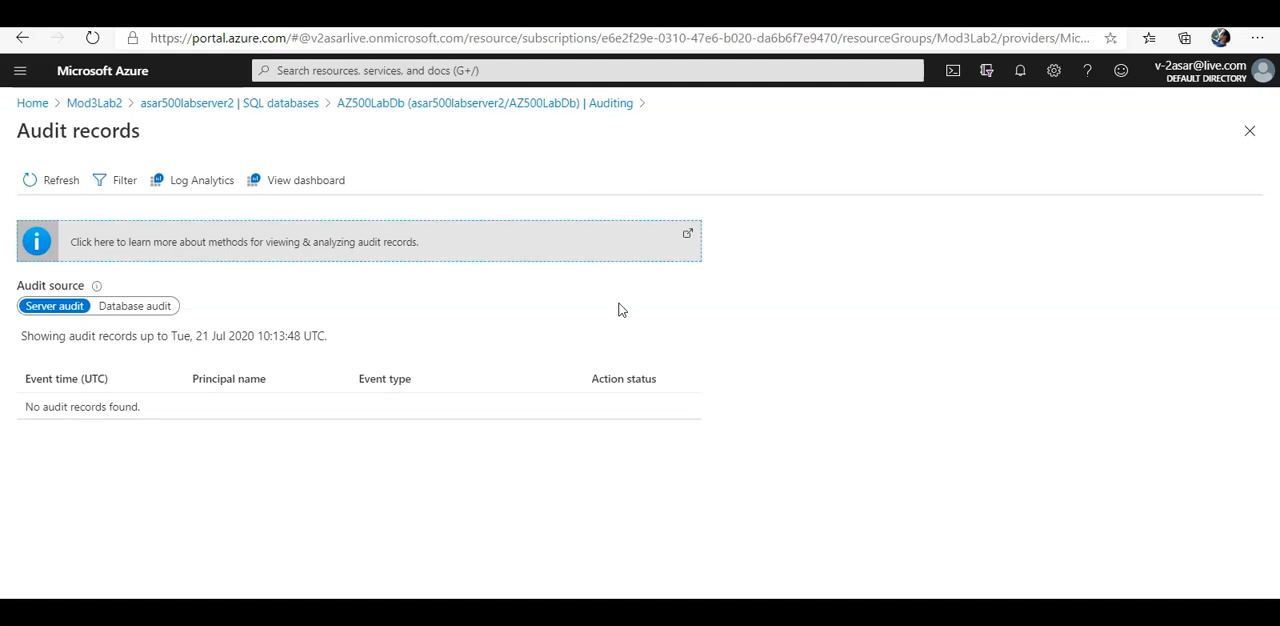 https://portal.azure.com/#@v2asarlive.onmicrosoft.com/resource/subscriptions/e6e2f29e-0310-47e6-b020-da6b6f7e9470/resourceGroups/Mod3Lab2/providers/Mic...
Microsoft Azure
Search resources, services, and docs (G+/)
v-2asar@live.com
DEFAULT DIRECTORY
Home > Mod3Lab2 > asar500labserver2 | SQL databases > AZ500LabDb (asar500labserver2/AZ500LabDb) | Auditing >
Audit records
Refresh Filter Log Analytics View dashboard
Click here to learn more about methods for viewing & analyzing audit records.
Audit source
Server audit Database audit
Showing audit records up to Tue, 21 Jul 2020 10:13:48 UTC.
Event time (UTC) Principal name Event type Action status
No audit records found.